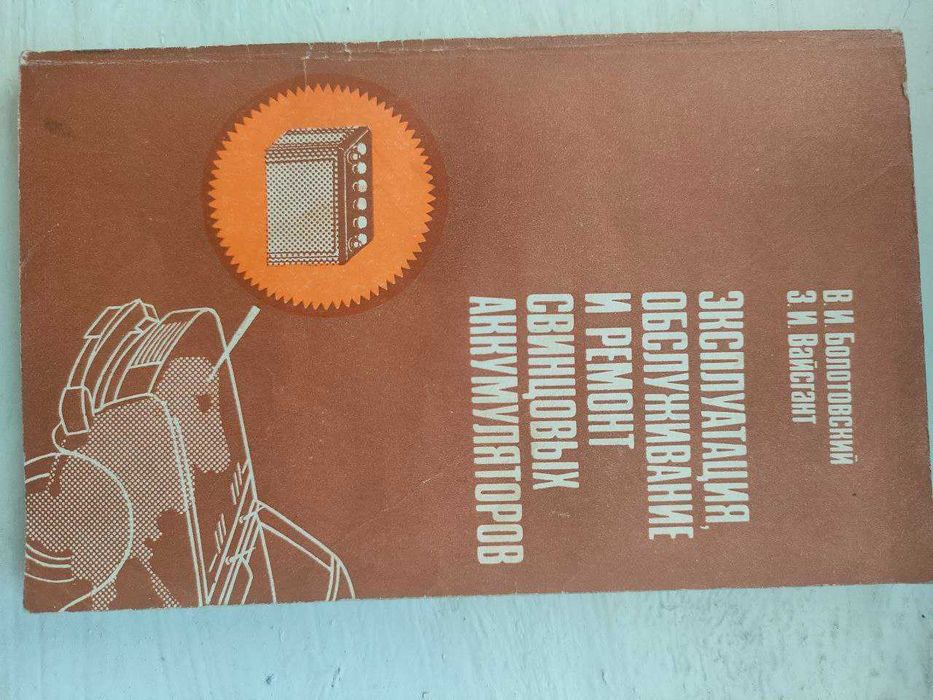 В.И. Болотовский
З.И. Вайсгант
ЭКСПЛУАТАЦИЯ,
ОБСЛУЖИВАНИЕ
И РЕМОНТ
СВИНЦОВЫХ
АККУМУЛЯТОРОВ